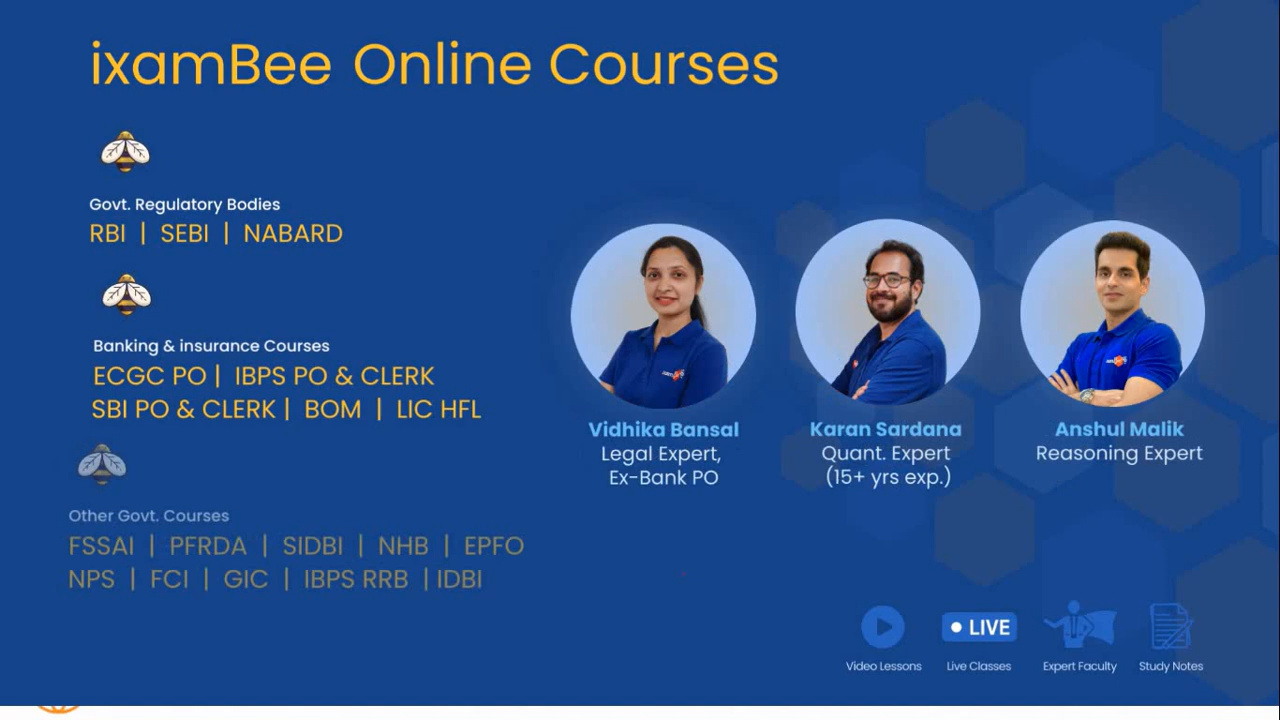 ixamBee Online Courses
Govt. Regulatory Bodies
RBI | SEBI | NABARD
Banking & insurance Courses
ECGC PO | IBPS PO & CLERK
SBI PO & CLERK | BOM | LIC HFL
Other Govt. Courses
FSSAI | PFRDA | SIDBI | NHB | EPFO
NPS | FCI | GIC | IBPS RRB | IDBI
Vidhika Bansal
Legal Expert,
Ex-Bank PO
Karan Sardana
Quant. Expert
(15+ yrs exp.)
Anshul Malik
Reasoning Expert
LIVE
Video Lessons
Live Classes
Expert Faculty
Study Notes